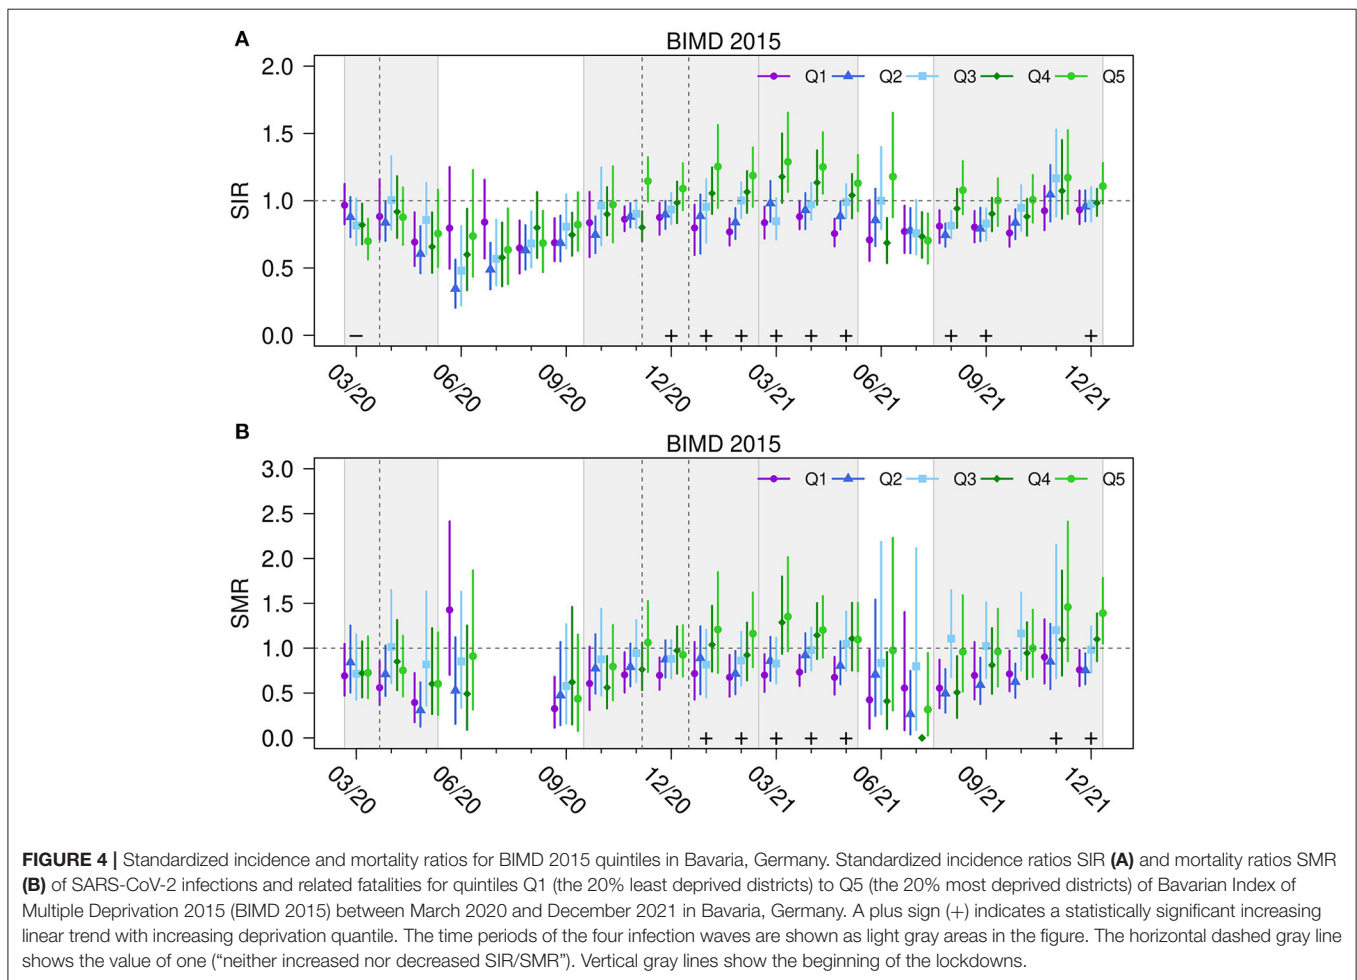 A
BIMD 2015
Q1 Q2 Q3 Q4 Q5
SIR
2.0
1.5
1.0
0.5
0.0
− + + + + + + + + +
03/20 06/20 09/20 12/20 03/21 06/21 09/21 12/21
B
BIMD 2015
Q1 Q2 Q3 Q4 Q5
SMR
3.0
2.5
2.0
1.5
1.0
0.5
0.0
+ + + + + + +
03/20 06/20 09/20 12/20 03/21 06/21 09/21 12/21
FIGURE 4 | Standardized incidence and mortality ratios for BIMD 2015 quintiles in Bavaria, Germany. Standardized incidence ratios SIR (A) and mortality ratios SMR
(B) of SARS-CoV-2 infections and related fatalities for quintiles Q1 (the 20% least deprived districts) to Q5 (the 20% most deprived districts) of Bavarian Index of
Multiple Deprivation 2015 (BIMD 2015) between March 2020 and December 2021 in Bavaria, Germany. A plus sign (+) indicates a statistically significant increasing
linear trend with increasing deprivation quantile. The time periods of the four infection waves are shown as light gray areas in the figure. The horizontal dashed gray line
shows the value of one (“neither increased nor decreased SIR/SMR”). Vertical gray lines show the beginning of the lockdowns.